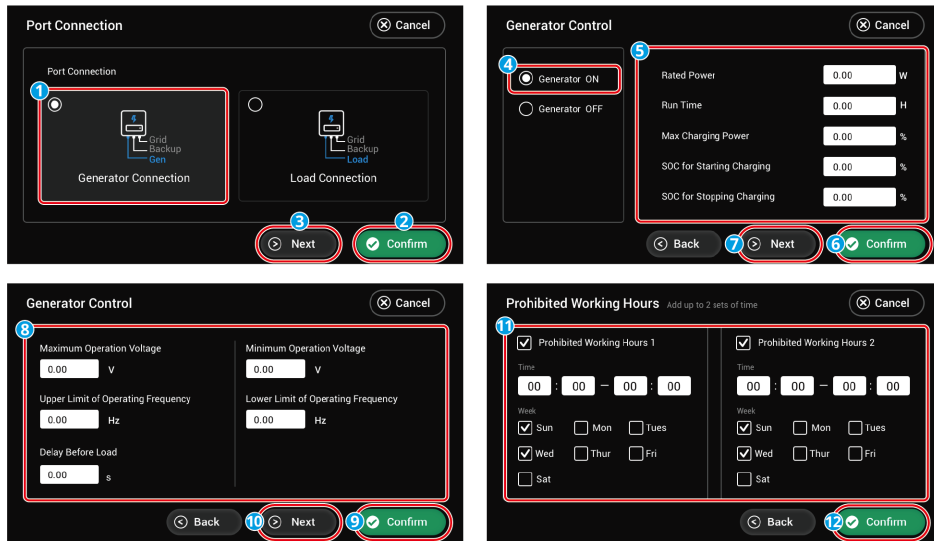 Port Connection
Cancel
Port Connection
1
Grid
Backup
Gen
Generator Connection
Grid
Backup
Load
Load Connection
3
2
Next
Confirm
Generator Control
Cancel
4
Generator ON
Generator OFF
5
Rated Power 0.00 W
Run Time 0.00 H
Max Charging Power 0.00 %
SOC for Starting Charging 0.00 %
SOC for Stopping Charging 0.00 %
Back
7
Next
6
Confirm
Generator Control
Cancel
8
Maximum Operation Voltage
0.00 V
Minimum Operation Voltage
0.00 V
Upper Limit of Operating Frequency
0.00 Hz
Lower Limit of Operating Frequency
0.00 Hz
Delay Before Load
0.00 s
Back
10
Next
9
Confirm
Prohibited Working Hours Add up to 2 sets of time
Cancel
11
Prohibited Working Hours 1
Time
00 : 00 – 00 : 00
Week
Sun Mon Tues
Wed Thur Fri
Sat
Prohibited Working Hours 2
Time
00 : 00 – 00 : 00
Week
Sun Mon Tues
Wed Thur Fri
Sat
Back
12
Confirm